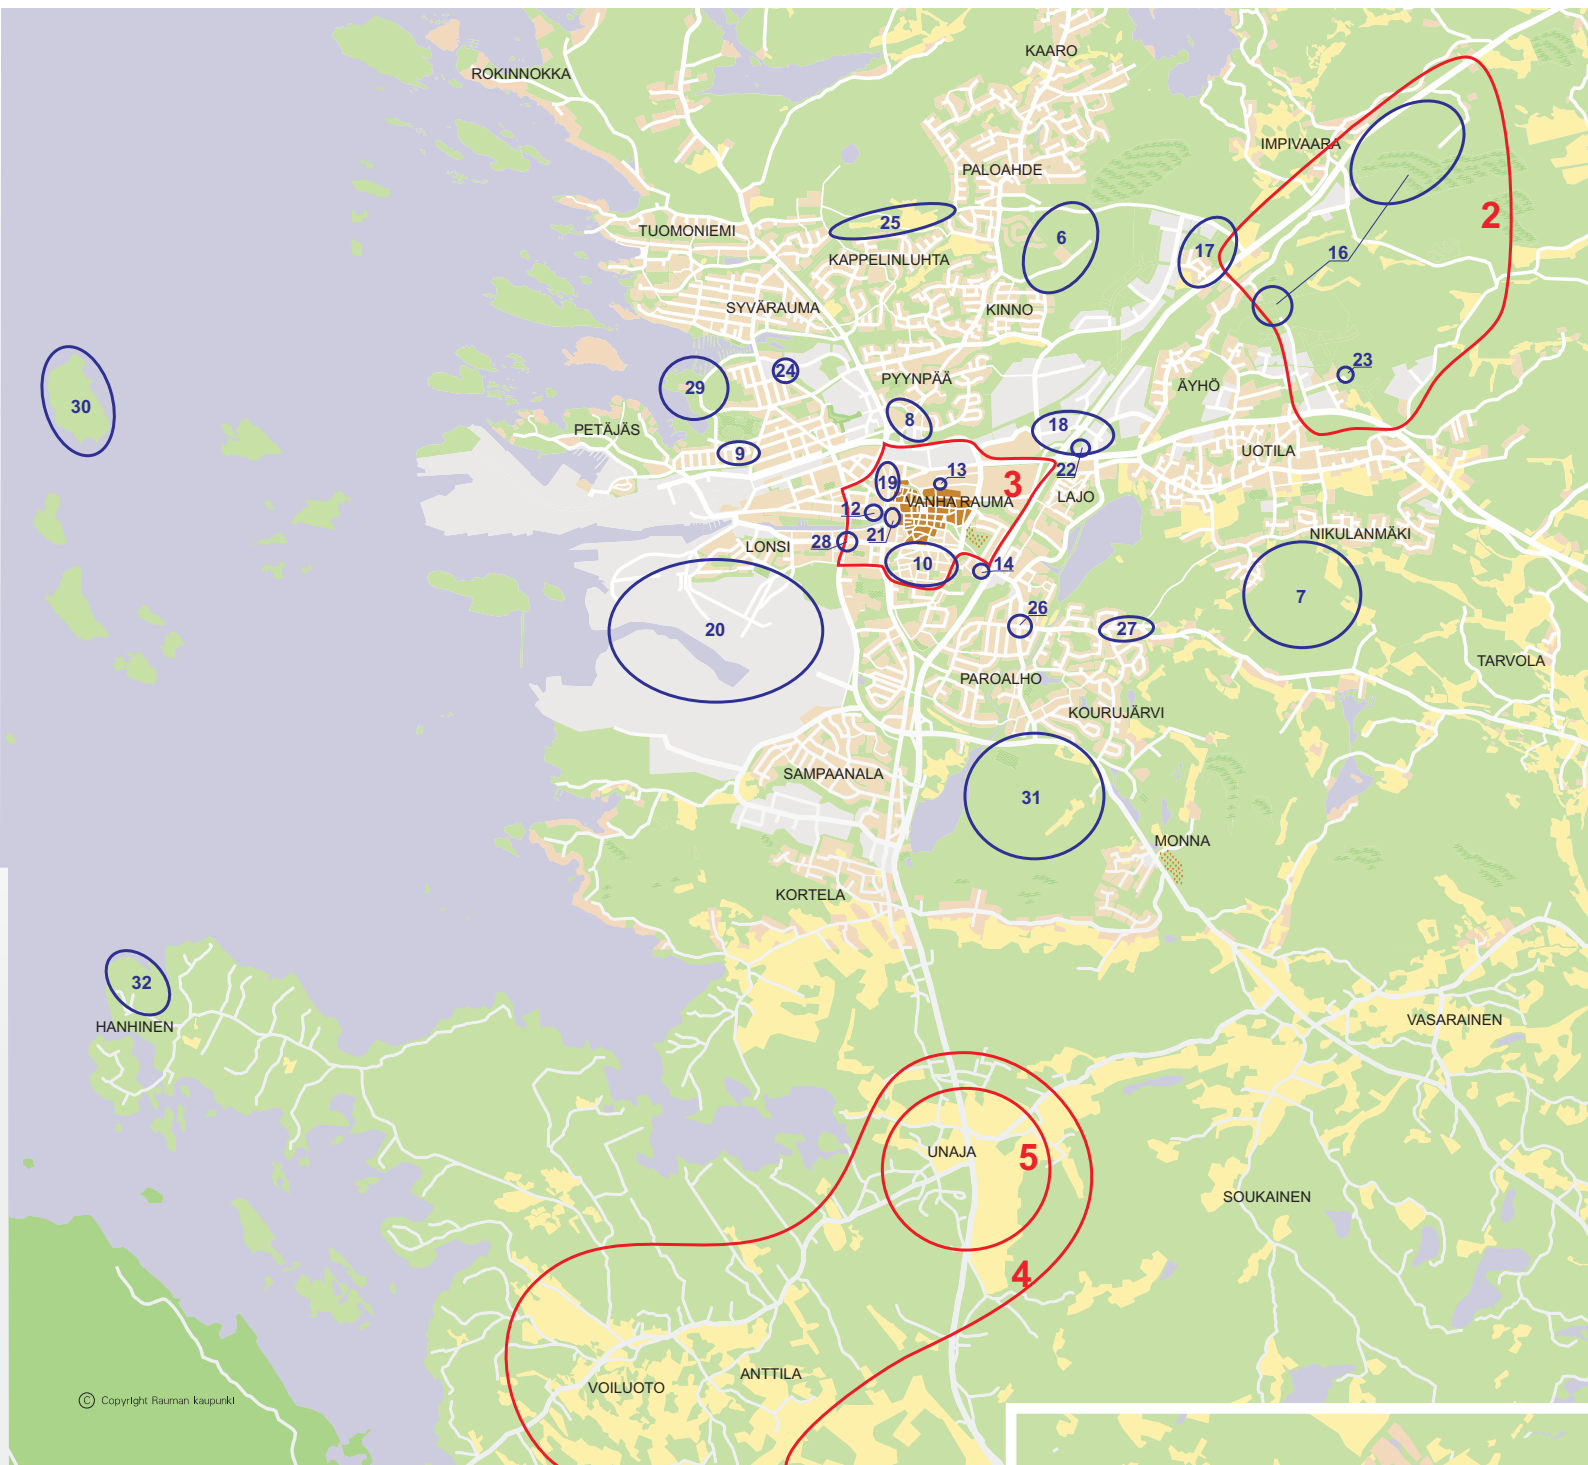 KAARO
ROKINNOKKA
IMPIVAARA
PALOAHDE
2
25
TUOMONIEMI
6
17
16
KAPPELINLUHTA
SYVÄRAUMA
KINNO
23
24
PYYNPÄÄ
ÄYHÖ
29
30
8
18
PETÄJÄS
9
UOTILA
13
22
19
3
VANHA RAUMA
LAJO
12
21
NIKULANMÄKI
28
LONSI
10
14
7
26
20
27
TARVOLA
PAROALHO
KOURUJÄRVI
SAMPAANALA
31
MONNA
KORTELA
32
HANHINEN
VASARAINEN
UNAJA
5
SOUKAINEN
4
ANTTILA
VOILUOTO
© Copyright Rauman kaupunki